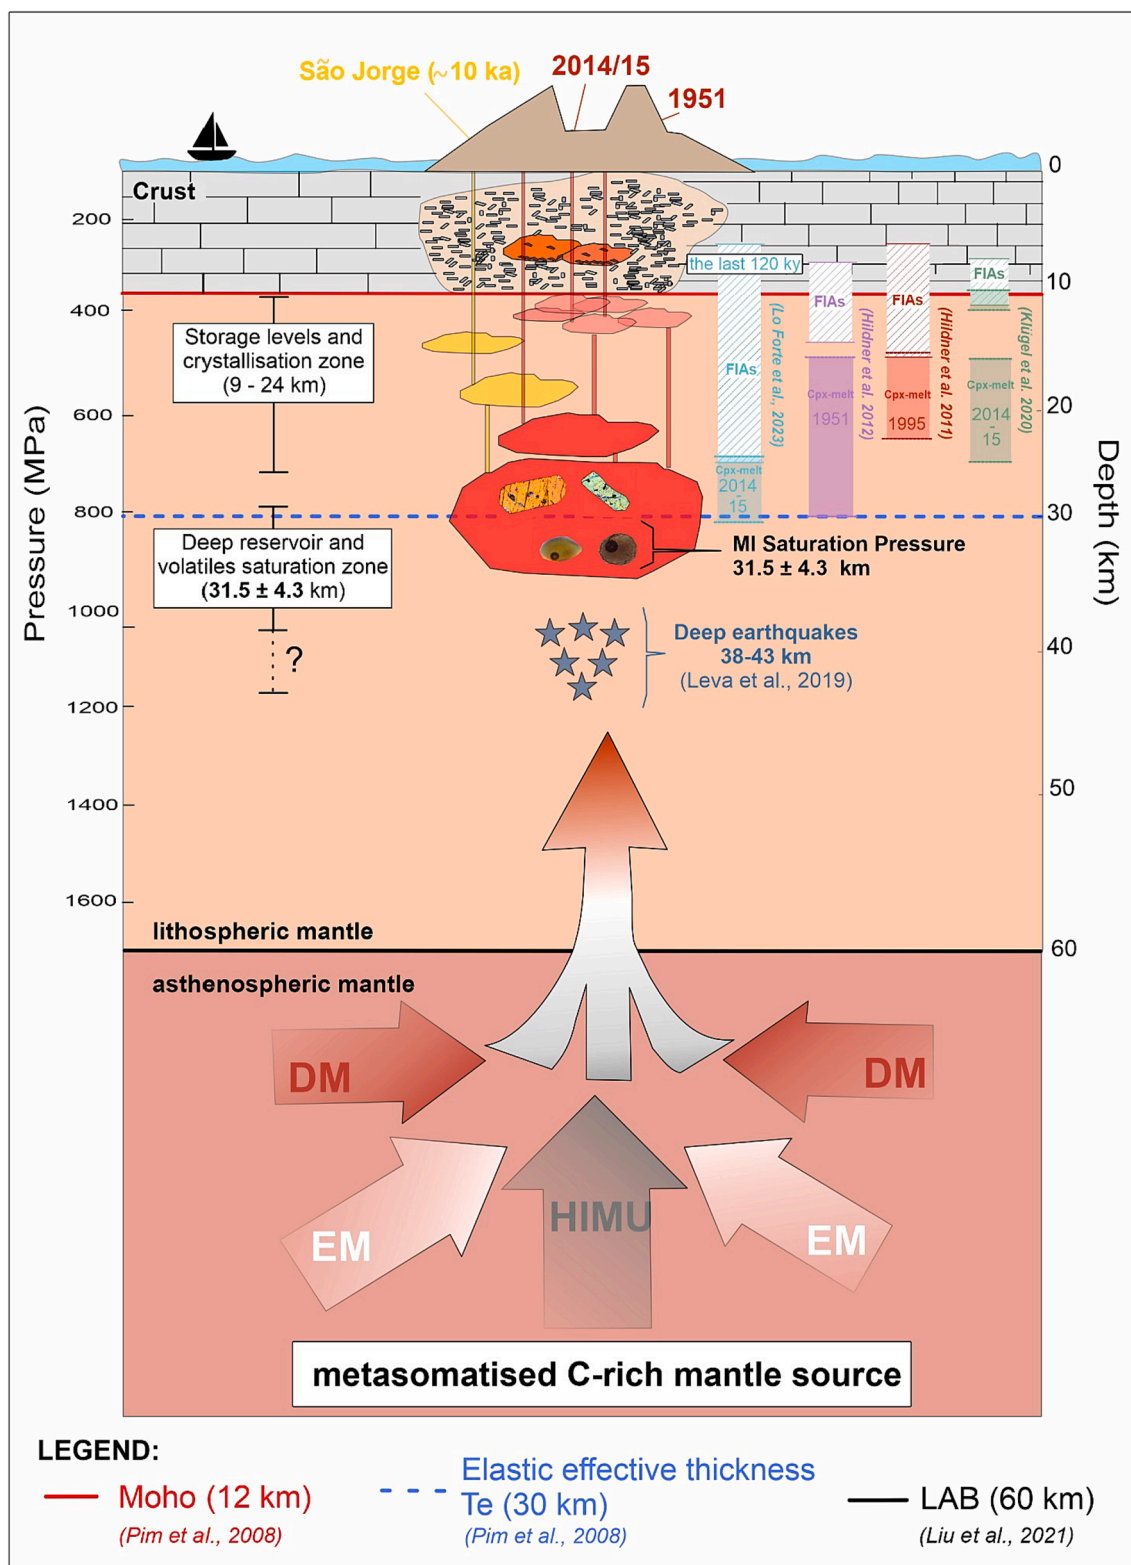 São Jorge (~10 ka)
2014/15
1951
Crust
0
200
the last 120 ky
FIAs
FIAs
FIAs
FIAs
10
400
Storage levels and
crystallisation zone
(9 - 24 km)
(Lo Forte et al., 2023)
(Hildner et al. 2012)
(Hildner et al. 2011)
(Klügel et al. 2020)
Cpx-melt
1951
Cpx-melt
1995
Cpx-melt
2014
-
15
20
600
Cpx-melt
2014
-
15
Pressure (MPa)
Depth (km)
800
30
Deep reservoir and
volatiles saturation zone
(31.5 ± 4.3 km)
MI Saturation Pressure
31.5 ± 4.3 km
1000
?
Deep earthquakes
38-43 km
(Leva et al., 2019)
40
1200
50
1400
1600
lithospheric mantle
60
asthenospheric mantle
DM
DM
EM
HIMU
EM
metasomatised C-rich mantle source
LEGEND:
Moho (12 km)
(Pim et al., 2008)
Elastic effective thickness
Te (30 km)
(Pim et al., 2008)
LAB (60 km)
(Liu et al., 2021)